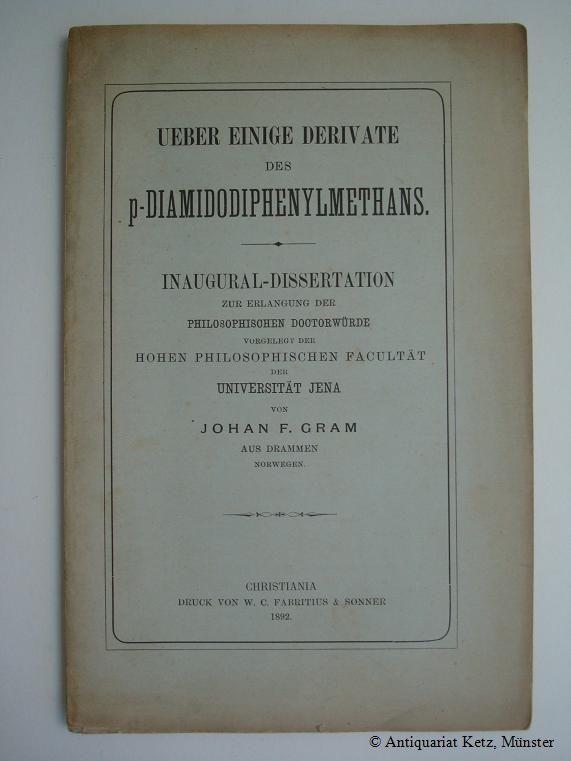 UEBER EINIGE DERIVATE
DES
p-DIAMIDODIPHENYLMETHANS.
INAUGURAL-DISSERTATION
ZUR ERLANGUNG DER
PHILOSOPHISCHEN DOCTORWÜRDE
VORGELEGT DER
HOHEN PHILOSOPHISCHEN FACULTÄT
DER
UNIVERSITÄT JENA
VON
JOHAN F. GRAM
AUS DRAMMEN
NORWEGEN.
CHRISTIANIA
DRUCK VON W. C. FABRITIUS & SØNNER
1892.
© Antiquariat Ketz, Münster